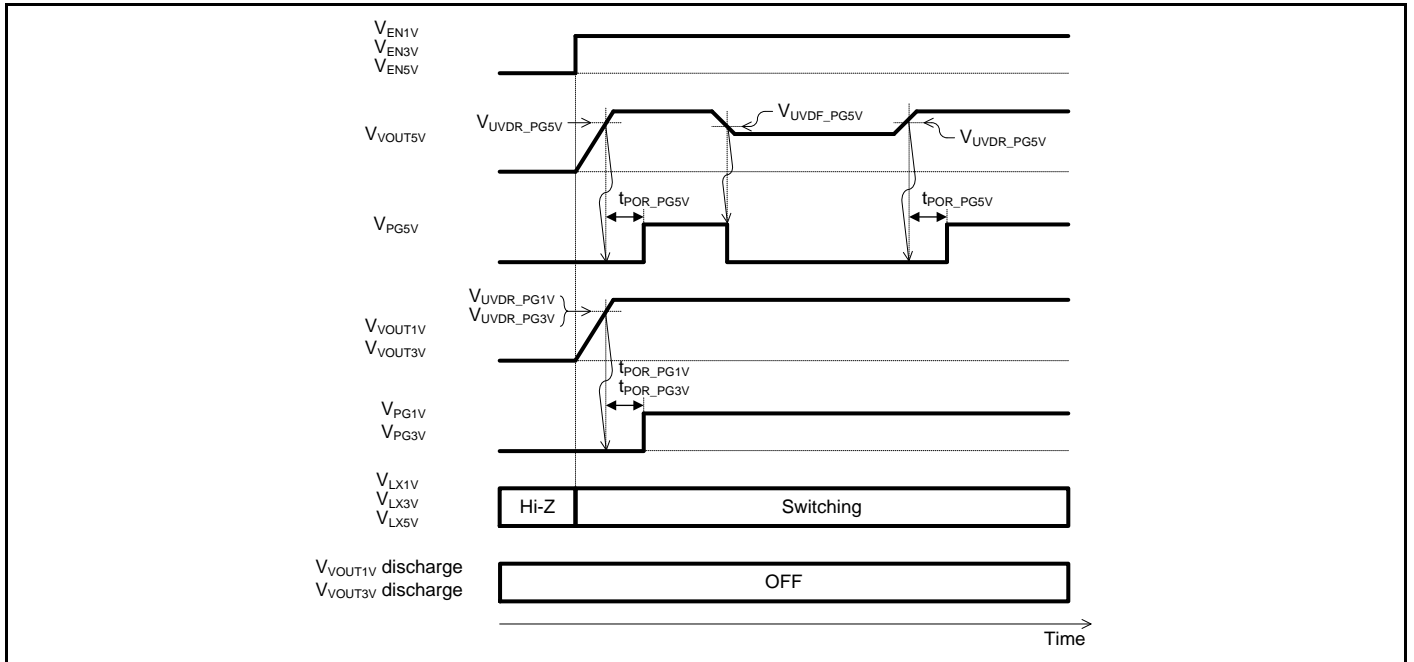 VEN1V
VEN3V
VEN5V
VVOUT5V
VUVDR_PG5V
VUVDF_PG5V
VUVDR_PG5V
tPOR_PG5V
tPOR_PG5V
VPG5V
VUVDR_PG1V
VUVDR_PG3V
VVOUT1V
VVOUT3V
tPOR_PG1V
tPOR_PG3V
VPG1V
VPG3V
VLX1V
VLX3V
VLX5V
Hi-Z
Switching
VVOUT1V discharge
VVOUT3V discharge
OFF
Time